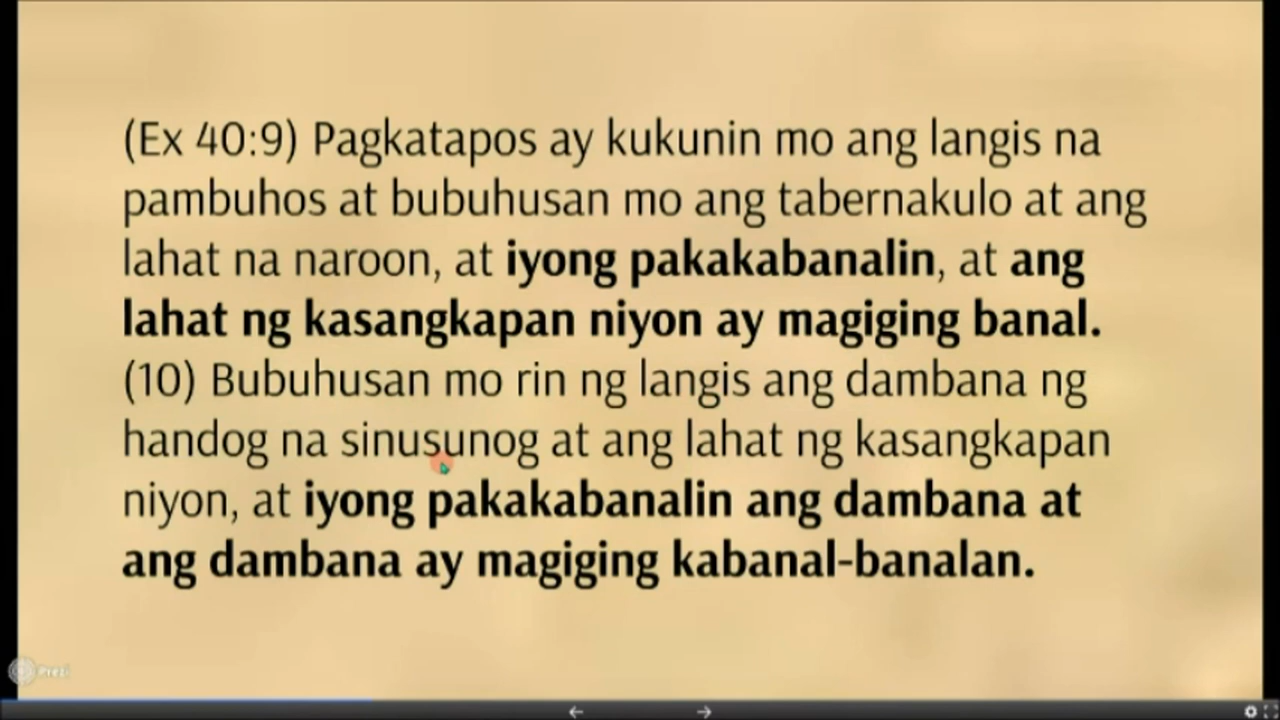 (Ex 40:9) Pagkatapos ay kukunin mo ang langis na
pambuhos at bubuhusan mo ang tabernakulo at ang
lahat na naroon, at iyong pakakabanalin, at ang
lahat ng kasangkapan niyon ay magiging banal.
(10) Bubuhusan mo rin ng langis ang dambana ng
handog na sinusunog at ang lahat ng kasangkapan
niyon, at iyong pakakabanalin ang dambana at
ang dambana ay magiging kabanal-banalan.
Prezi